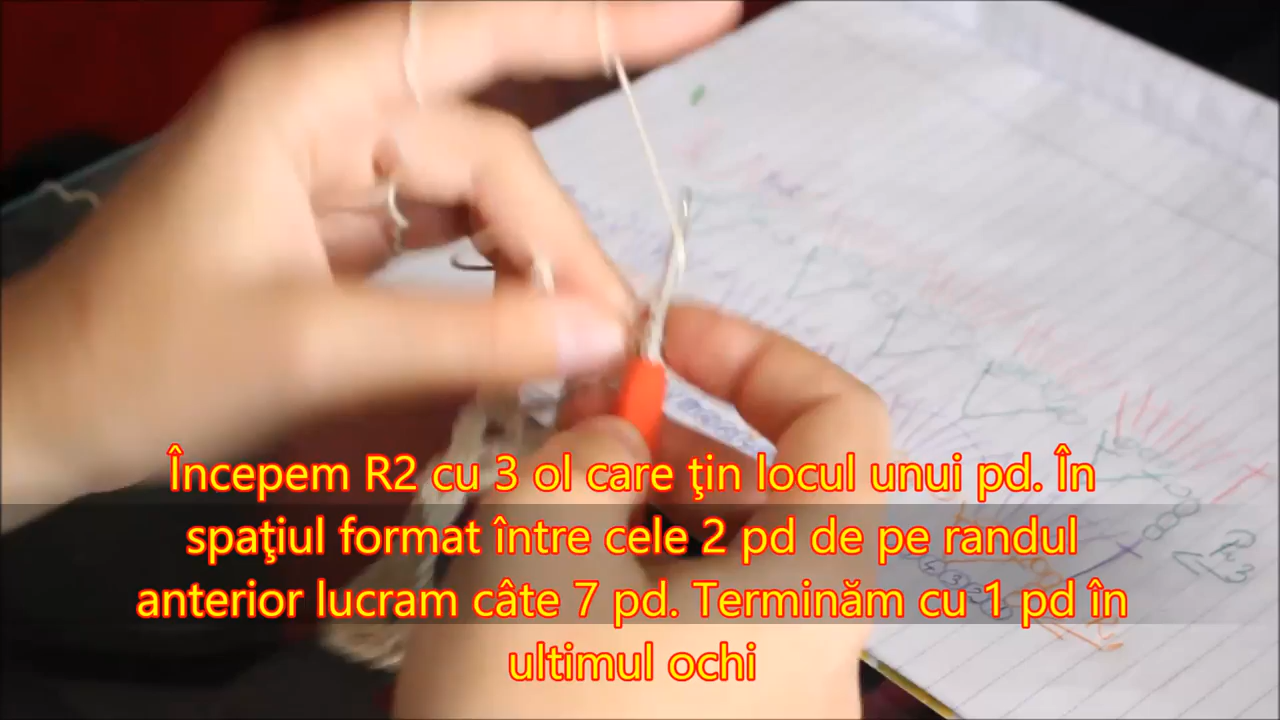 Începem R2 cu 3 ol care ţin locul unui pd. În
spaţiul format între cele 2 pd de pe randul
anterior lucram câte 7 pd. Terminăm cu 1 pd în
ultimul ochi